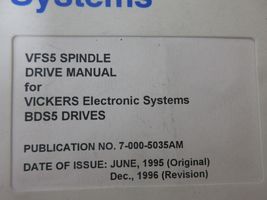 Systems
VFS5 SPINDLE
DRIVE MANUAL
for
VICKERS Electronic Systems
BDS5 DRIVES
PUBLICATION NO. 7-000-5035AM
DATE OF ISSUE: JUNE, 1995 (Original)
Dec., 1996 (Revision)